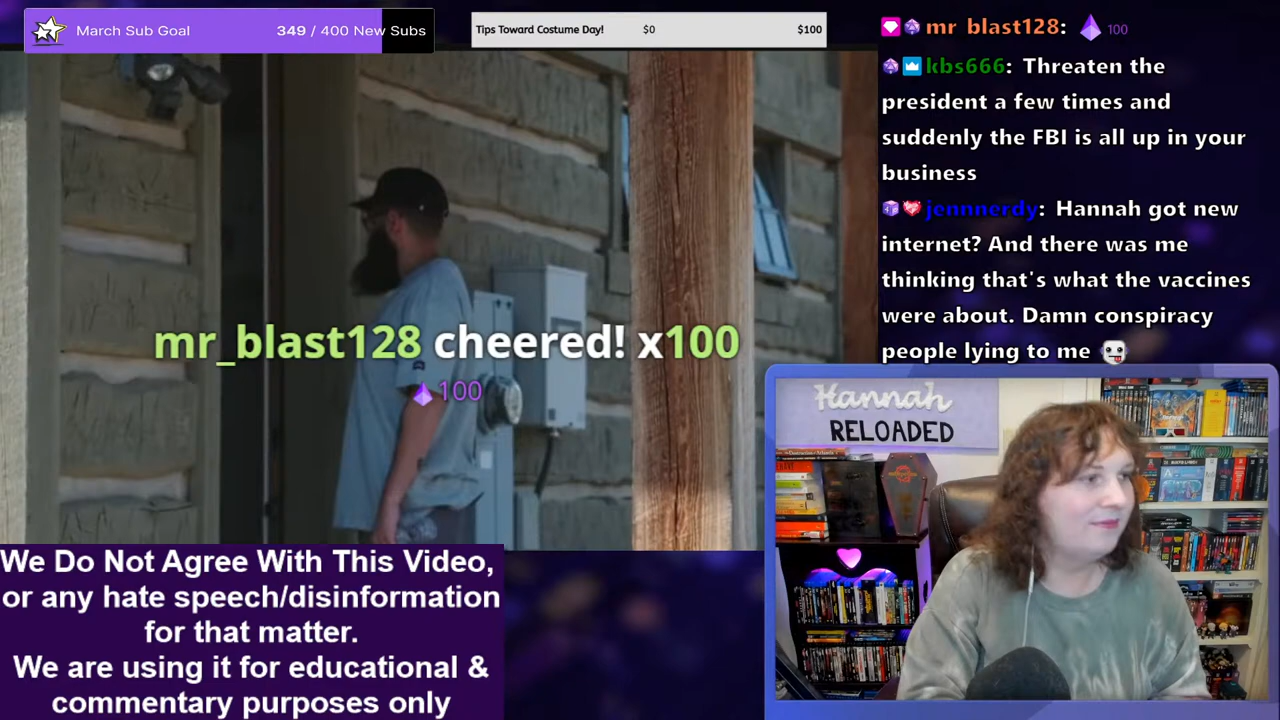 March Sub Goal 349 / 400 New Subs
Tips Toward Costume Day! $0 $100
mr_blast128: 100
kbs666: Threaten the
president a few times and
suddenly the FBI is all up in your
business
jennnerdy: Hannah got new
internet? And there was me
thinking that's what the vaccines
were about. Damn conspiracy
people lying to me
mr_blast128 cheered! x100
100
Hannah
RELOADED
We Do Not Agree With This Video,
or any hate speech/disinformation
for that matter.
We are using it for educational &
commentary purposes only